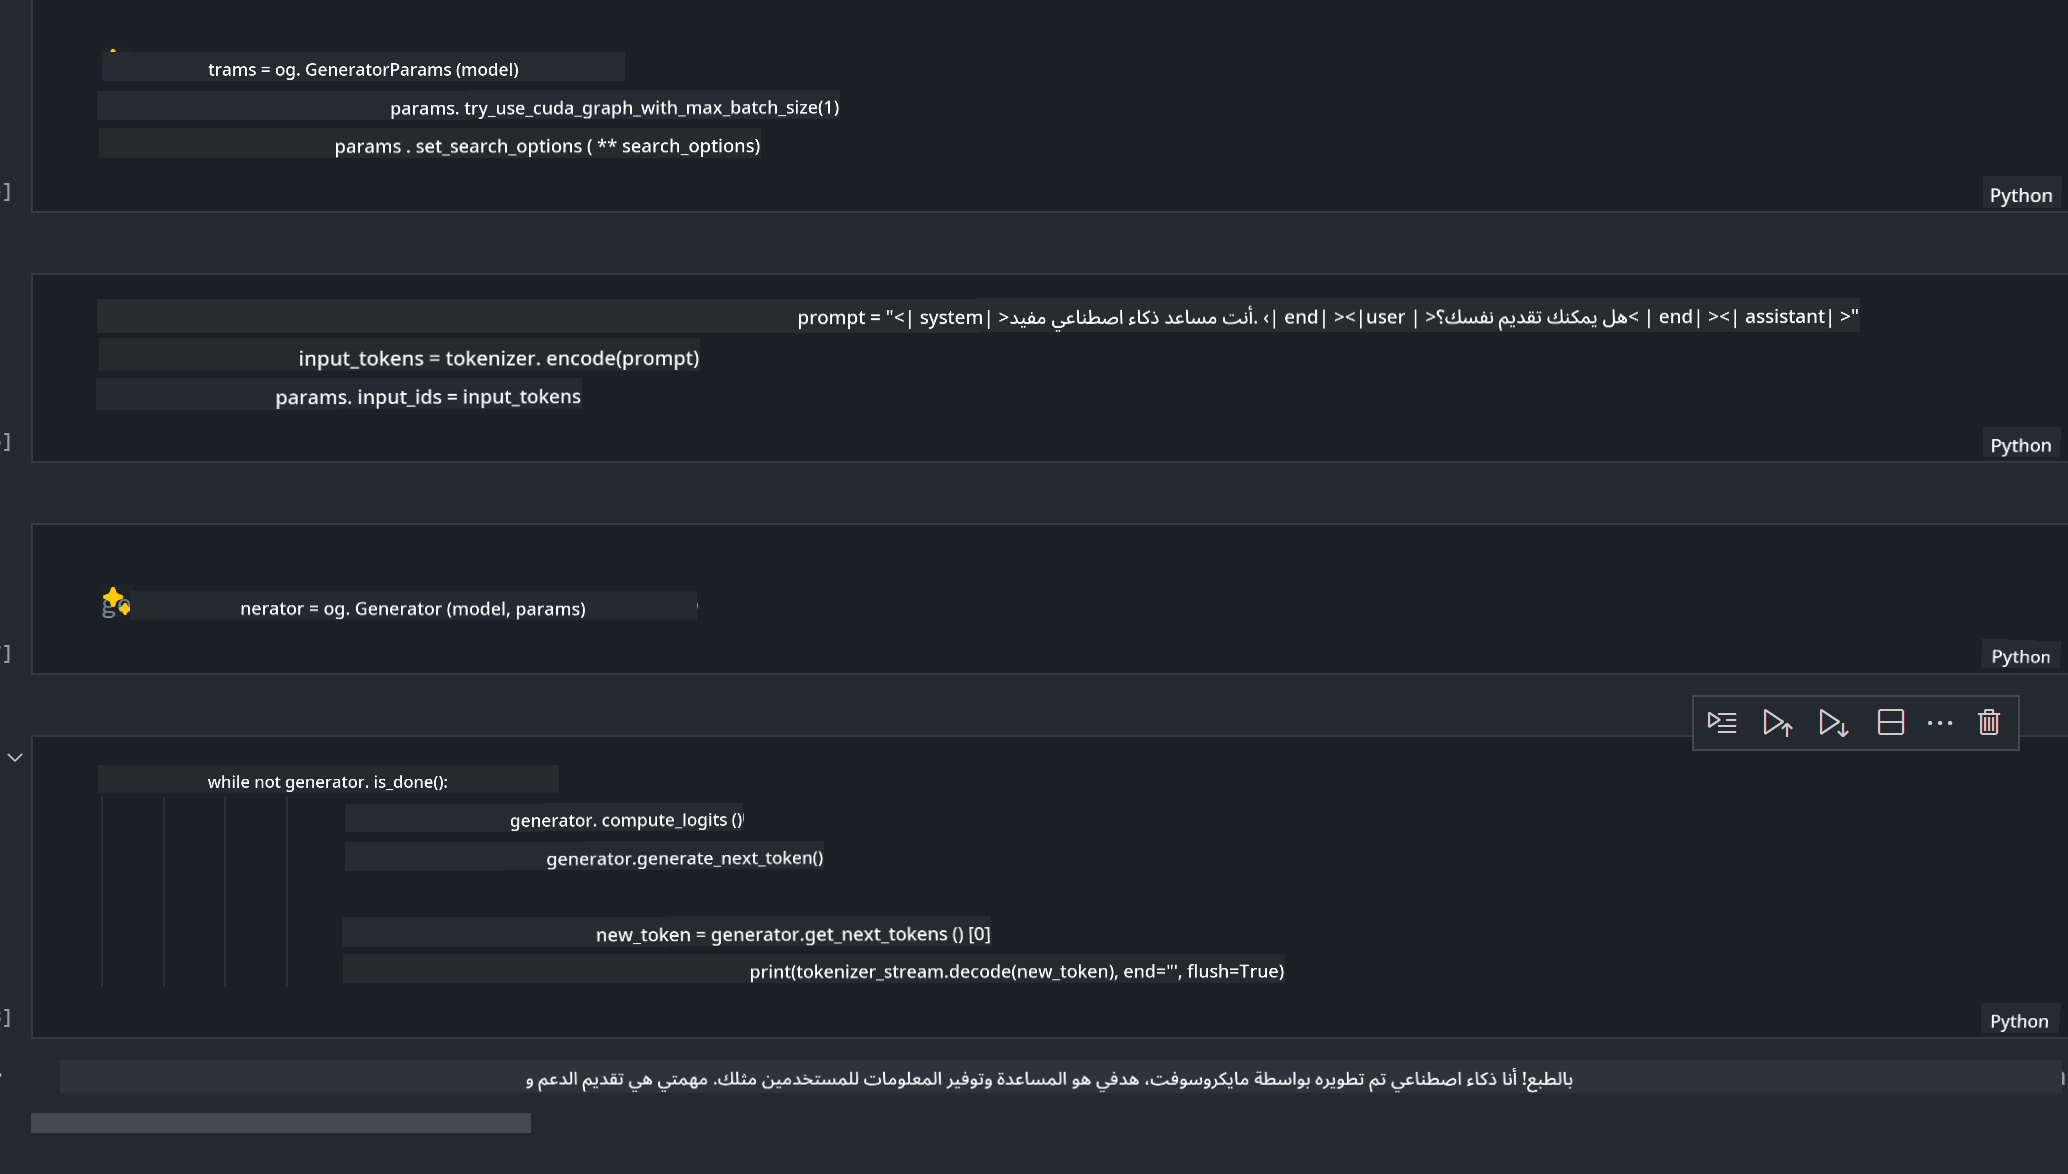 trams = og. GeneratorParams (model)
params. try_use_cuda_graph_with_max_batch_size(1)
params . set_search_options ( ** search_options)
]
Python
prompt = "<| system| >أنت مساعد ذكاء اصطناعي مفيد. ‹| end| ><|user | >هل يمكنك تقديم نفسك؟< | end| ><| assistant| >"
input_tokens = tokenizer. encode(prompt)
params. input_ids = input_tokens
]
Python
nerator = og. Generator (model, params)
]
Python
while not generator. is_done():
generator. compute_logits ()
generator.generate_next_token()
new_token = generator.get_next_tokens () [0]
print(tokenizer_stream.decode(new_token), end="', flush=True)
]
Python
بالطبع! أنا ذكاء اصطناعي تم تطويره بواسطة مايكروسوفت، هدفي هو المساعدة وتوفير المعلومات للمستخدمين مثلك. مهمتي هي تقديم الدعم و